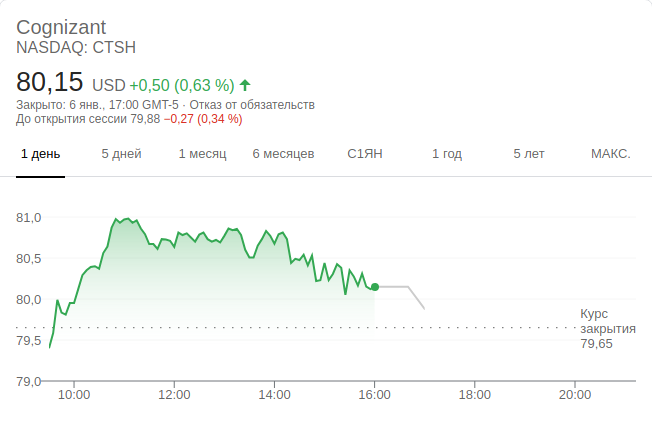 Cognizant
NASDAQ: CTSH
80,15 USD +0,50 (0,63 %)
Закрыто: 6 янв., 17:00 GMT-5 · Отказ от обязательств
До открытия сессии 79,88 −0,27 (0,34 %)
1 день 5 дней 1 месяц 6 месяцев С1ЯН 1 год 5 лет МАКС.
81,0
80,5
80,0
Курс
закрытия
79,65
79,5
79,0
10:00 12:00 14:00 16:00 18:00 20:00